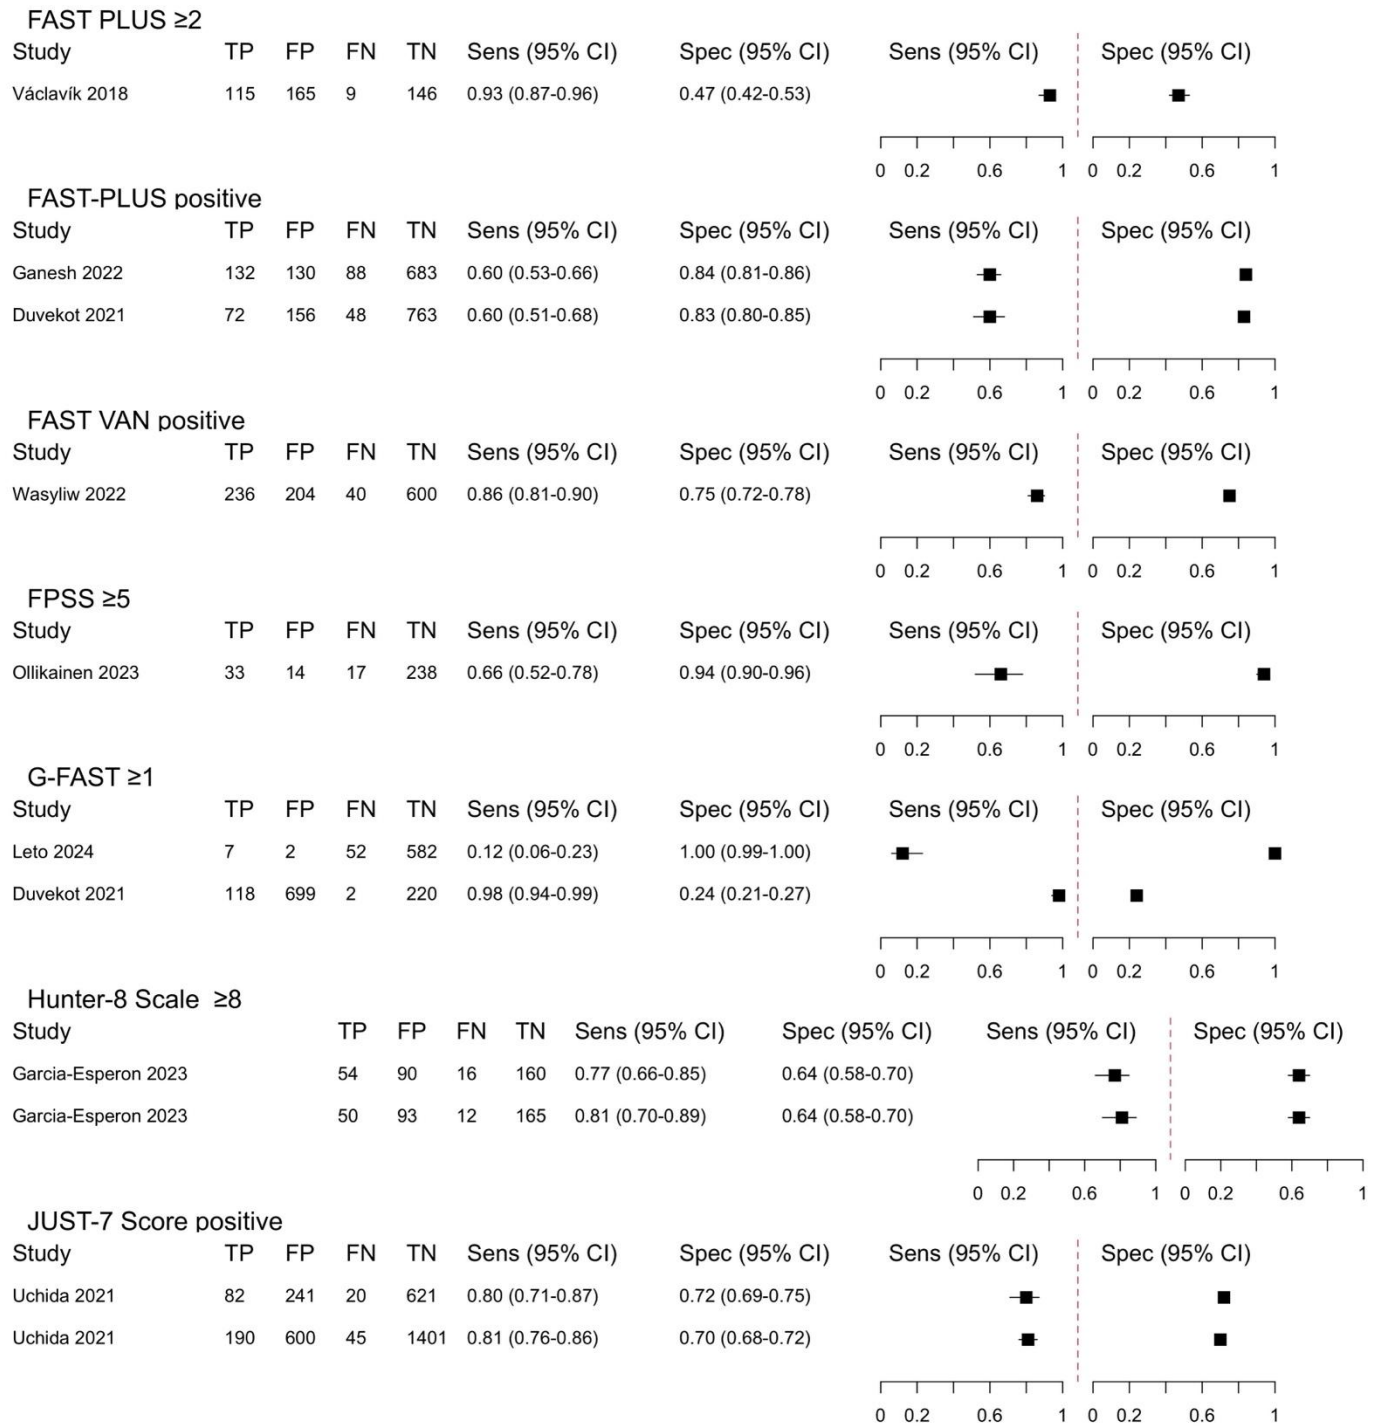 FAST PLUS ≥2
Study TP FP FN TN Sens (95% CI) Spec (95% CI) Sens (95% CI) Spec (95% CI)
Václavík 2018 115 165 9 146 0.93 (0.87-0.96) 0.47 (0.42-0.53)
0 0.2 0.6 1 0 0.2 0.6 1
FAST-PLUS positive
Study TP FP FN TN Sens (95% CI) Spec (95% CI) Sens (95% CI) Spec (95% CI)
Ganesh 2022 132 130 88 683 0.60 (0.53-0.66) 0.84 (0.81-0.86)
Duvekot 2021 72 156 48 763 0.60 (0.51-0.68) 0.83 (0.80-0.85)
0 0.2 0.6 1 0 0.2 0.6 1
FAST VAN positive
Study TP FP FN TN Sens (95% CI) Spec (95% CI) Sens (95% CI) Spec (95% CI)
Wasyliw 2022 236 204 40 600 0.86 (0.81-0.90) 0.75 (0.72-0.78)
0 0.2 0.6 1 0 0.2 0.6 1
FPSS ≥5
Study TP FP FN TN Sens (95% CI) Spec (95% CI) Sens (95% CI) Spec (95% CI)
Ollikainen 2023 33 14 17 238 0.66 (0.52-0.78) 0.94 (0.90-0.96)
0 0.2 0.6 1 0 0.2 0.6 1
G-FAST ≥1
Study TP FP FN TN Sens (95% CI) Spec (95% CI) Sens (95% CI) Spec (95% CI)
Leto 2024 7 2 52 582 0.12 (0.06-0.23) 1.00 (0.99-1.00)
Duvekot 2021 118 699 2 220 0.98 (0.94-0.99) 0.24 (0.21-0.27)
0 0.2 0.6 1 0 0.2 0.6 1
Hunter-8 Scale ≥8
Study TP FP FN TN Sens (95% CI) Spec (95% CI) Sens (95% CI) Spec (95% CI)
Garcia-Esperon 2023 54 90 16 160 0.77 (0.66-0.85) 0.64 (0.58-0.70)
Garcia-Esperon 2023 50 93 12 165 0.81 (0.70-0.89) 0.64 (0.58-0.70)
0 0.2 0.6 1 0 0.2 0.6 1
JUST-7 Score positive
Study TP FP FN TN Sens (95% CI) Spec (95% CI) Sens (95% CI) Spec (95% CI)
Uchida 2021 82 241 20 621 0.80 (0.71-0.87) 0.72 (0.69-0.75)
Uchida 2021 190 600 45 1401 0.81 (0.76-0.86) 0.70 (0.68-0.72)
0 0.2 0.6 1 0 0.2 0.6 1